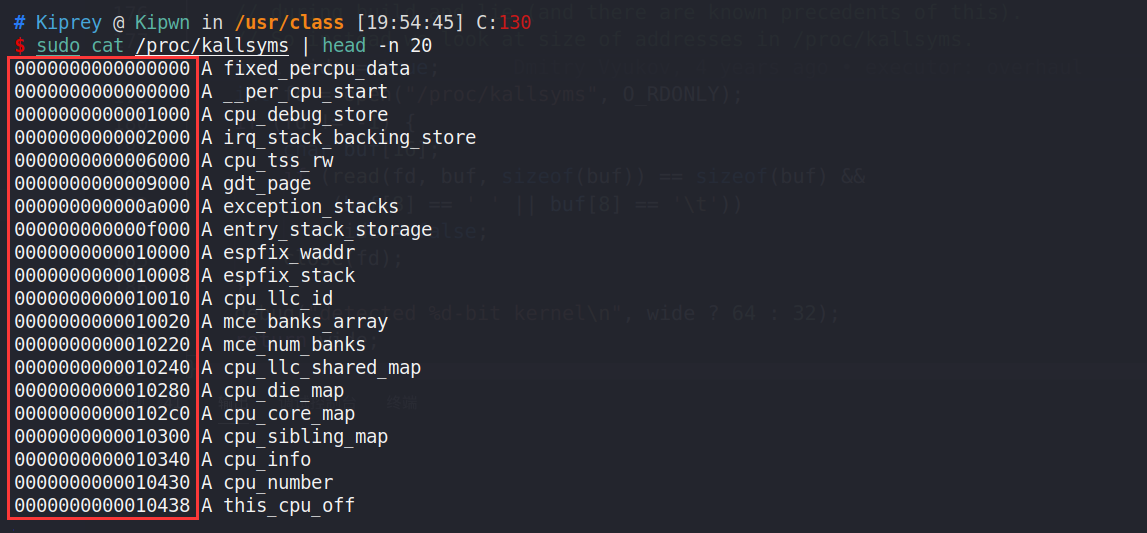 # Kiprey @ Kipwn in /usr/class [19:54:45] C:130
$ sudo cat /proc/kallsyms | head -n 20
0000000000000000 A fixed_percpu_data
0000000000000000 A __per_cpu_start
0000000000001000 A cpu_debug_store
0000000000002000 A irq_stack_backing_store
0000000000006000 A cpu_tss_rw
0000000000009000 A gdt_page
000000000000a000 A exception_stacks
000000000000f000 A entry_stack_storage
0000000000010000 A espfix_waddr
0000000000010008 A espfix_stack
0000000000010010 A cpu_llc_id
0000000000010020 A mce_banks_array
0000000000010220 A mce_num_banks
0000000000010240 A cpu_llc_shared_map
0000000000010280 A cpu_die_map
00000000000102c0 A cpu_core_map
0000000000010300 A cpu_sibling_map
0000000000010340 A cpu_info
0000000000010430 A cpu_number
0000000000010438 A this_cpu_off